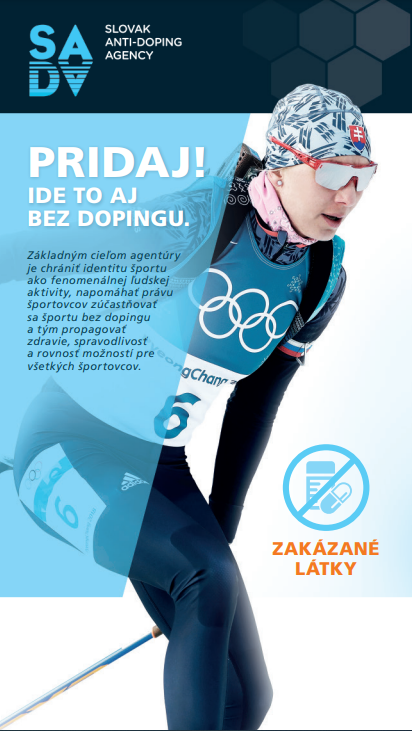 SA
DA
SLOVAK
ANTI-DOPING
AGENCY
PRIDAJ!
IDE TO AJ
BEZ DOPINGU.
Základným cieľom agentúry
je chrániť identitu športu
ako fenomenálnej ľudskej
aktivity, napomáhať právu
športovcov zúčastňovať
sa športu bez dopingu
a tým propagovať
zdravie, spravodlivosť
a rovnosť možností pre
všetkých športovcov.
yeongChang
6
adidas
6
ZAKÁZANÉ
LÁTKY